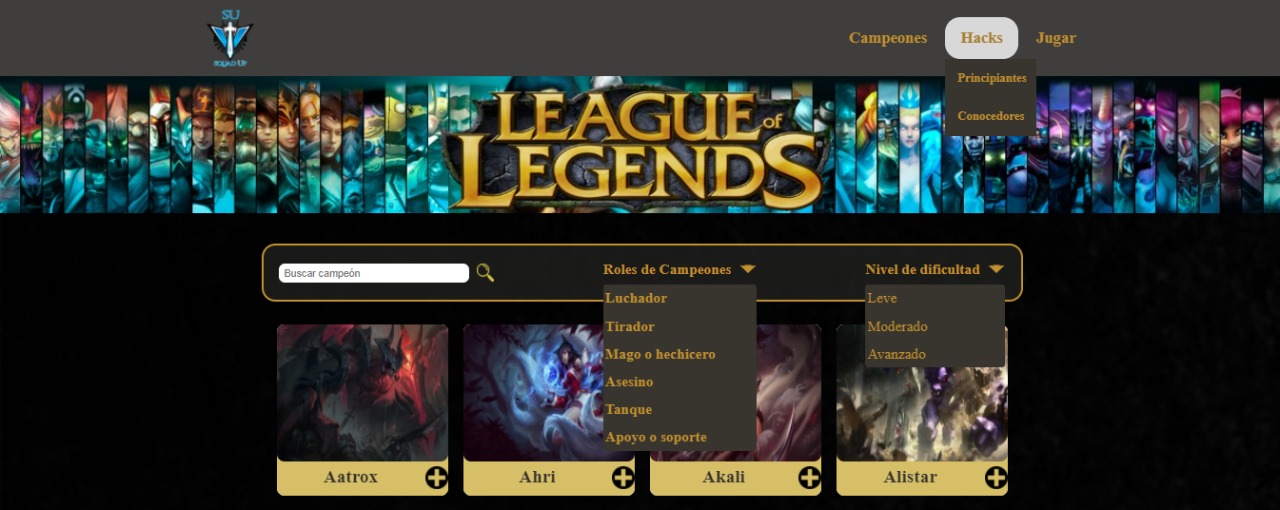 SU
SQUAD UP
Campeones
Hacks
Jugar
Principiantes
Conocedores
LEAGUE of
LEGENDS
Buscar campeón
Roles de Campeones
Nivel de dificultad
Luchador
Tirador
Mago o hechicero
Asesino
Tanque
Apoyo o soporte
Leve
Moderado
Avanzado
Aatrox
Ahri
Akali
Alistar